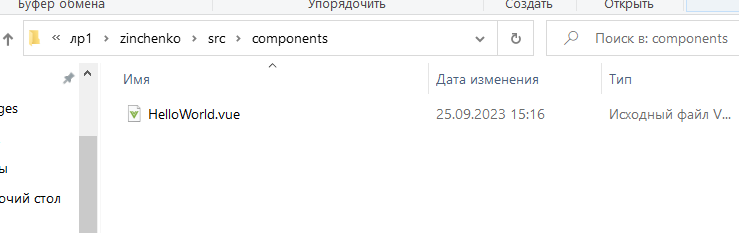 Буфер обмена Упорядочить Создать Открыть
« лр1 › zinchenko › src › components Поиск в: components
Имя Дата изменения Тип
ges
HelloWorld.vue 25.09.2023 15:16 Исходный файл V...
ы
очий стол